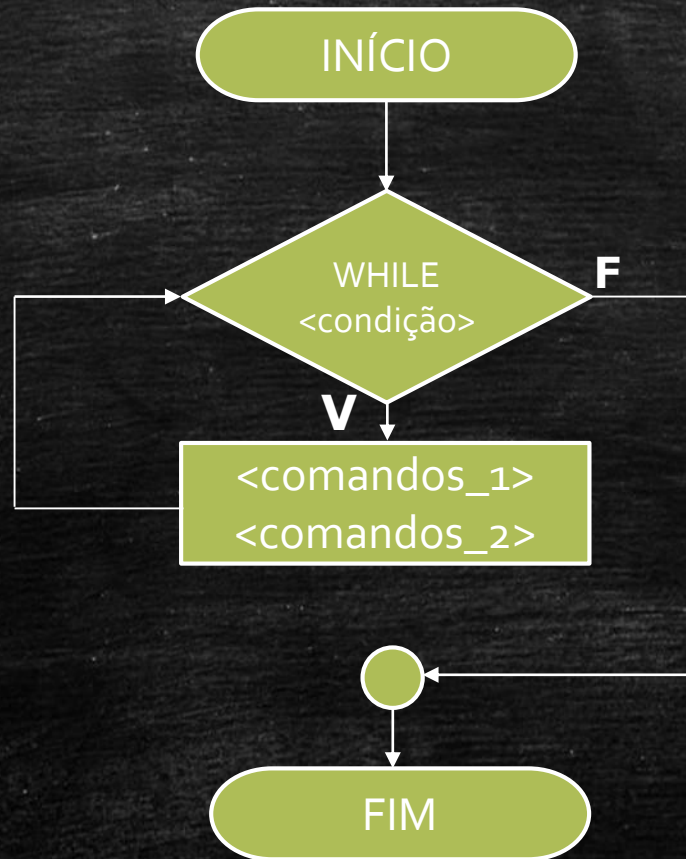 INÍCIO
WHILE
<condição>
F
V
<comandos_1>
<comandos_2>
FIM